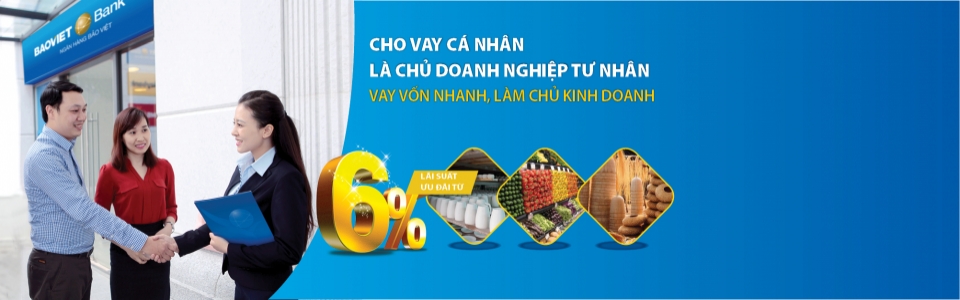 BAOVIET Bank
NGÂN HÀNG BẢO VIỆT
CHO VAY CÁ NHÂN
LÀ CHỦ DOANH NGHIỆP TƯ NHÂN
VAY VỐN NHANH, LÀM CHỦ KINH DOANH
6%
LÃI SUẤT
ƯU ĐÃI TỪ